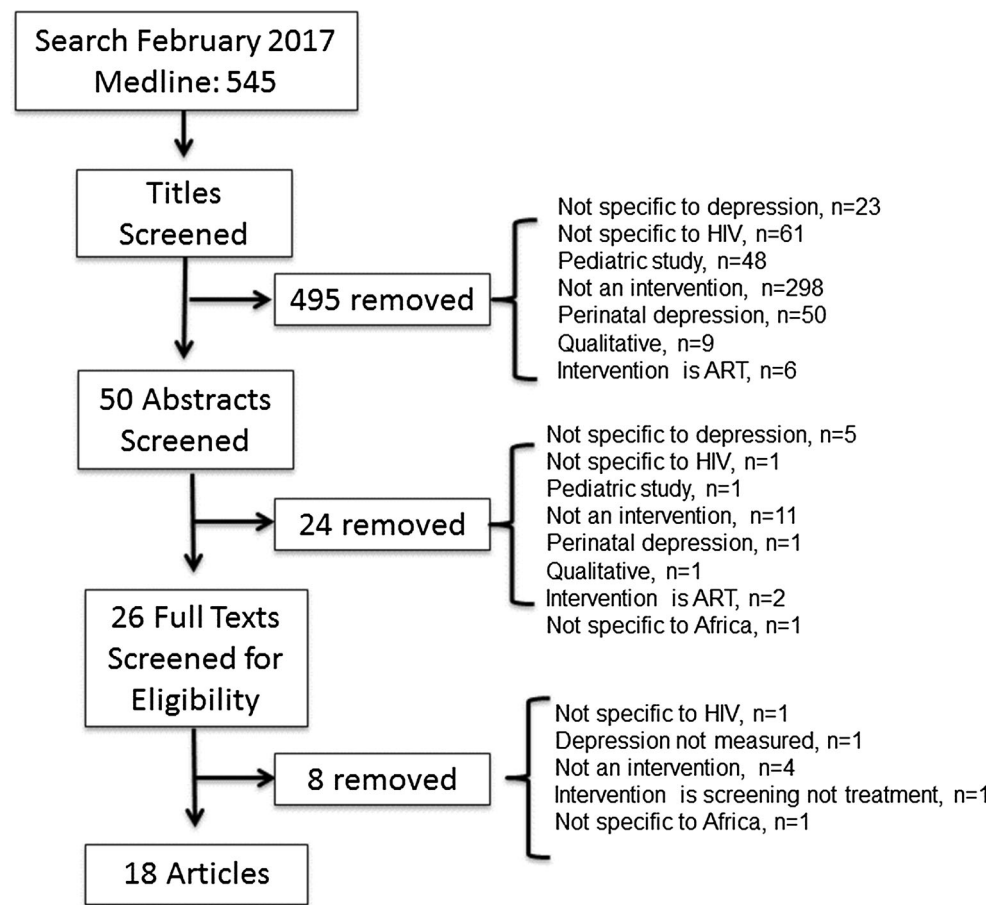 Search February 2017
Medline: 545
Titles
Screened
495 removed
Not specific to depression, n=23
Not specific to HIV, n=61
Pediatric study, n=48
Not an intervention, n=298
Perinatal depression, n=50
Qualitative, n=9
Intervention is ART, n=6
50 Abstracts
Screened
24 removed
Not specific to depression, n=5
Not specific to HIV, n=1
Pediatric study, n=1
Not an intervention, n=11
Perinatal depression, n=1
Qualitative, n=1
Intervention is ART, n=2
Not specific to Africa, n=1
26 Full Texts
Screened for
Eligibility
8 removed
Not specific to HIV, n=1
Depression not measured, n=1
Not an intervention, n=4
Intervention is screening not treatment, n=1
Not specific to Africa, n=1
18 Articles